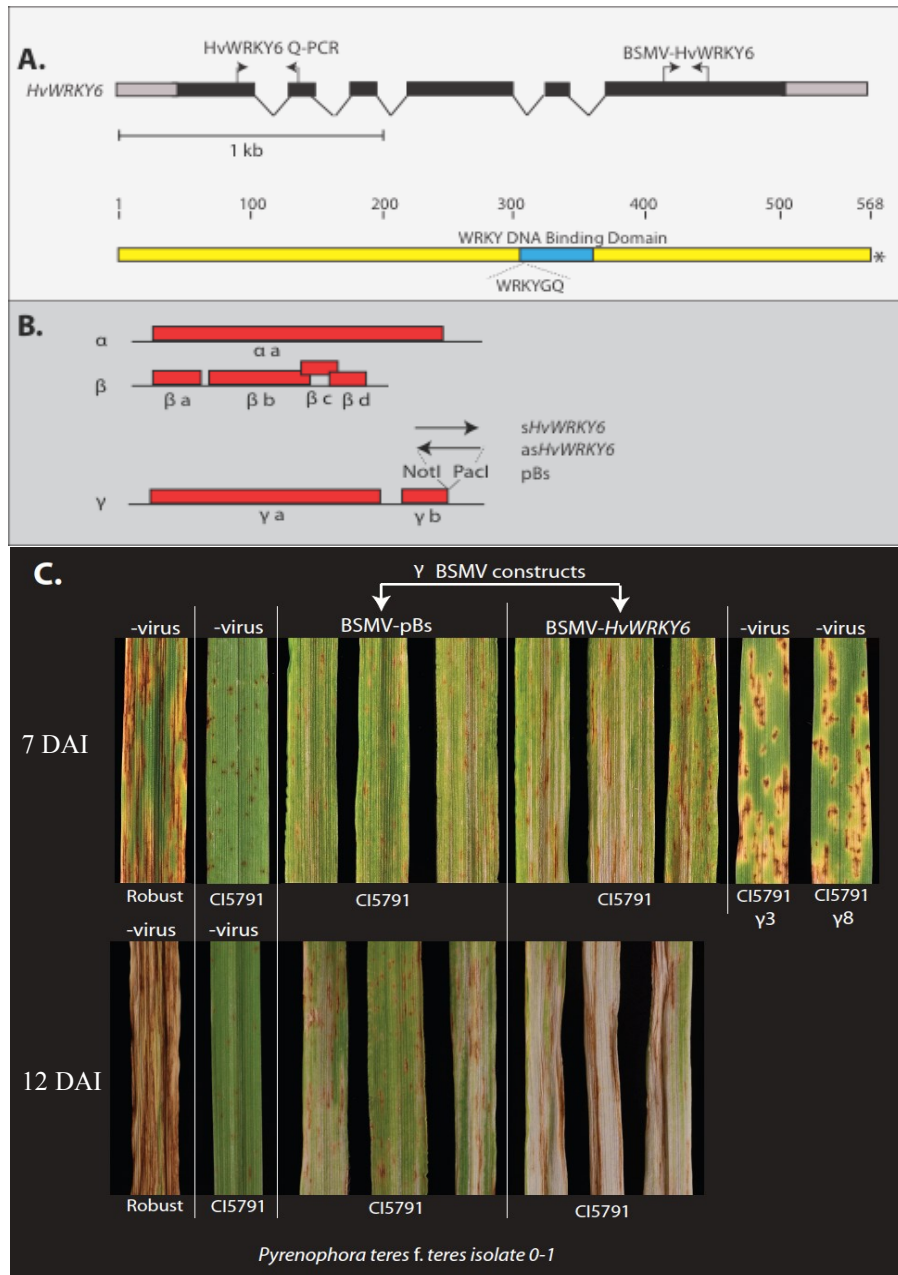 A.
HvWRKY6 Q-PCR
BSMV-HvWRKY6
HvWRKY6
1 kb
1 100 200 300 400 500 568
WRKY DNA Binding Domain
*
WRKYGQ
B.
α
α a
β
β a β b β c β d
sHvWRKY6
asHvWRKY6
NotI PacI pBs
γ
γ a γ b
C.
γ BSMV constructs
-virus -virus BSMV-pBs BSMV-HvWRKY6 -virus -virus
7 DAI
Robust CI5791 CI5791 CI5791 CI5791 CI5791
γ3 γ8
-virus -virus
12 DAI
Robust CI5791 CI5791 CI5791
Pyrenophora teres f. teres isolate 0-1